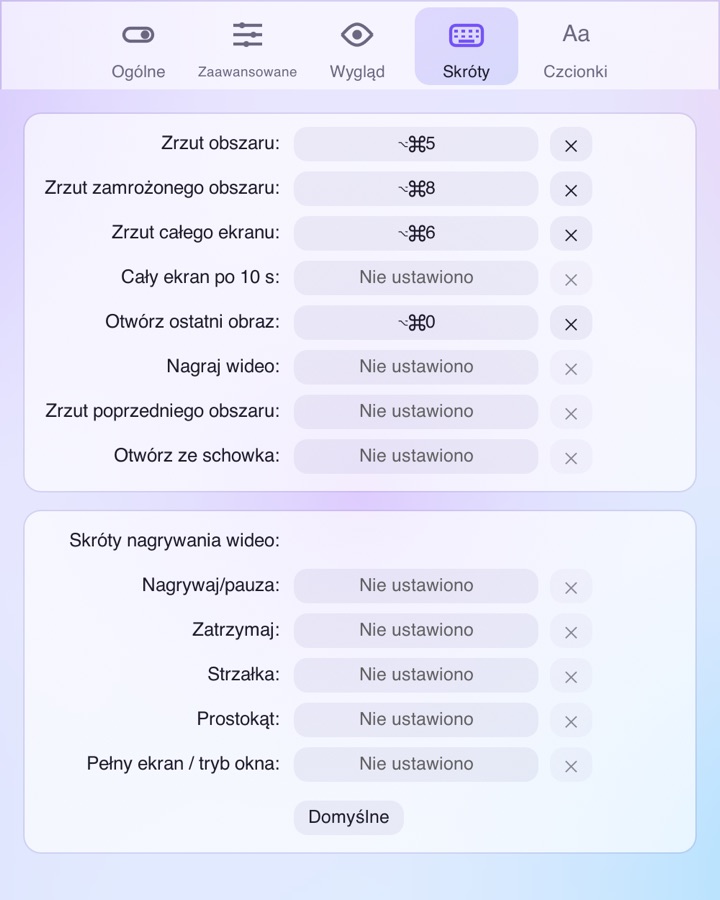 Ogólne Zaawansowane Wygląd Skróty Aa Czcionki
Zrzut obszaru: ⌥⌘5
Zrzut zamrożonego obszaru: ⌥⌘8
Zrzut całego ekranu: ⌥⌘6
Cały ekran po 10 s: Nie ustawiono
Otwórz ostatni obraz: ⌥⌘0
Nagraj wideo: Nie ustawiono
Zrzut poprzedniego obszaru: Nie ustawiono
Otwórz ze schowka: Nie ustawiono
Skróty nagrywania wideo:
Nagrywaj/pauza: Nie ustawiono
Zatrzymaj: Nie ustawiono
Strzałka: Nie ustawiono
Prostokąt: Nie ustawiono
Pełny ekran / tryb okna: Nie ustawiono
Domyślne